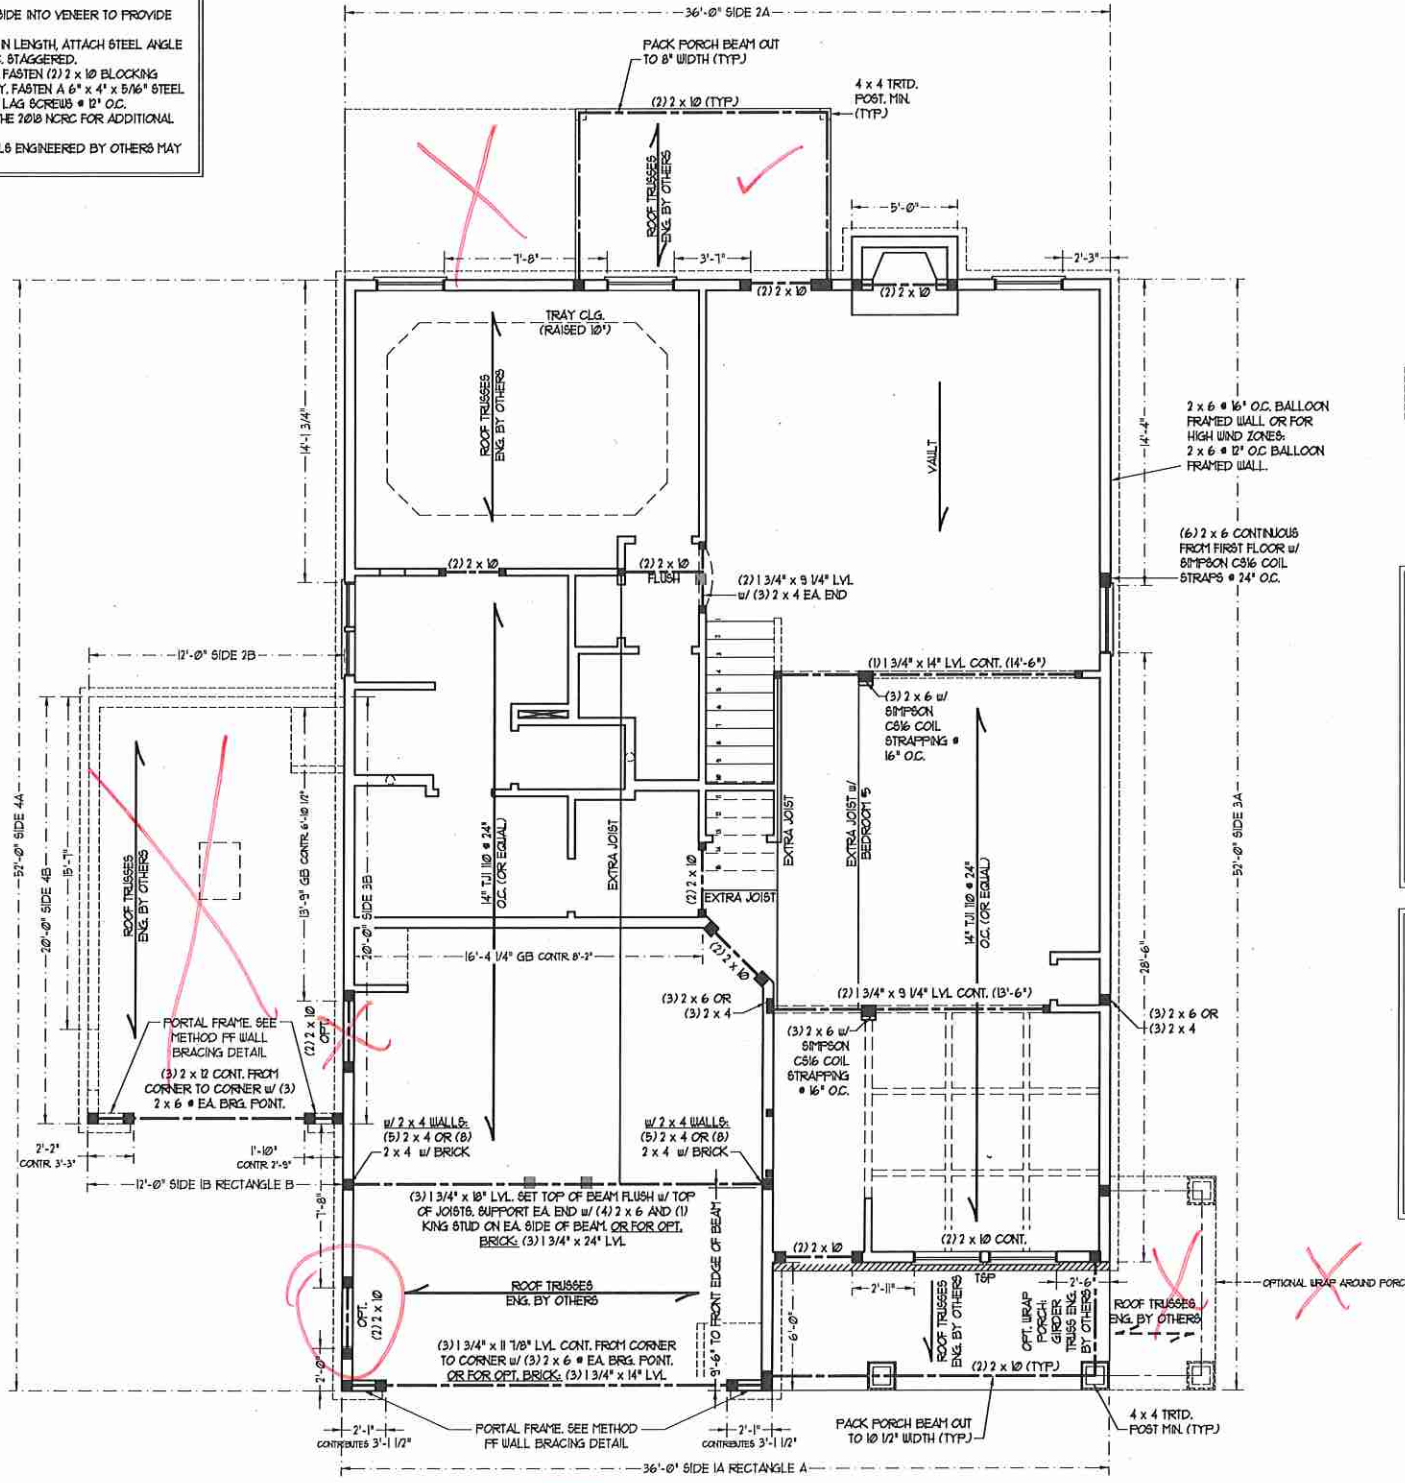 SIDE INTO VENEER TO PROVIDE
IN LENGTH, ATTACH STEEL ANGLE
STAGGERED.
FASTEN (2) 2 x 10 BLOCKING
FASTEN A 6" x 4" x 5/16" STEEL
LAG SCREWS @ 12" O.C.
THE 2018 NCRC FOR ADDITIONAL
ENGINEERED BY OTHERS MAY
36'-0" SIDE 2A
PACK PORCH BEAM OUT
TO 8" WIDTH (TYP.)
(2) 2 x 10 (TYP.)
4 x 4 TRTD.
POST. MIN.
(TYP.)
ROOF TRUSSES
ENG. BY OTHERS
5'-0"
7'-8"
3'-7"
2'-3"
(2) 2 x 10
(2) 2 x 10
TRAY CLG.
(RAISED 10")
ROOF TRUSSES
ENG. BY OTHERS
14'-1 3/4"
VAULT
14'-4"
2 x 6 @ 16" O.C. BALLOON
FRAMED WALL OR FOR
HIGH WIND ZONES:
2 x 6 @ 12" O.C BALLOON
FRAMED WALL.
(6) 2 x 6 CONTINUOUS
FROM FIRST FLOOR w/
SIMPSON CS16 COIL
STRAPS @ 24" O.C.
(2) 2 x 10
(2) 2 x 10
FLUSH
(2) 1 3/4" x 9 1/4" LVL
w/ (3) 2 x 4 EA. END
12'-0" SIDE 2B
(1) 1 3/4" x 14" LVL CONT. (14'-6")
(3) 2 x 6 w/
SIMPSON
CS16 COIL
STRAPPING @
16" O.C.
52'-0" SIDE 4A
20'-0" SIDE 4B
15'-7"
ROOF TRUSSES
ENG. BY OTHERS
13'-9" GB CONTR. 6'-10 1/2"
20'-0" SIDE 3B
14" TJI 110 @ 24"
O.C. (OR EQUAL)
EXTRA JOIST
(2) 2 x 10
EXTRA JOIST
EXTRA JOIST
EXTRA JOIST w/
BEDROOM 5
14" TJI 110 @ 24"
O.C. (OR EQUAL)
28'-6"
52'-0" SIDE 3A
16'-4 1/4" GB CONTR. 8'-2"
(2) 2 x 10
(3) 2 x 6 OR
(3) 2 x 4
(2) 1 3/4" x 9 1/4" LVL CONT. (13'-6")
(3) 2 x 6 OR
(3) 2 x 4
(3) 2 x 6 w/
SIMPSON
CS16 COIL
STRAPPING
@ 16" O.C.
PORTAL FRAME. SEE
METHOD PF WALL
BRACING DETAIL
(2) 2 x 10
OPT.
(3) 2 x 12 CONT. FROM
CORNER TO CORNER w/ (3)
2 x 6 @ EA. BRG. POINT.
2'-2"
CONTR. 3'-3"
1'-10"
CONTR. 2'-9"
12'-0" SIDE 1B RECTANGLE B
7'-8"
w/ 2 x 4 WALLS:
(5) 2 x 4 OR (8)
2 x 4 w/ BRICK
w/ 2 x 4 WALLS:
(5) 2 x 4 OR (8)
2 x 4 w/ BRICK
(3) 1 3/4" x 18" LVL. SET TOP OF BEAM FLUSH w/ TOP
OF JOISTS. SUPPORT EA. END w/ (4) 2 x 6 AND (1)
KING STUD ON EA. SIDE OF BEAM. OR FOR OPT.
BRICK: (3) 1 3/4" x 24" LVL
OPT.
(2) 2 x 10
2'-0"
ROOF TRUSSES
ENG. BY OTHERS
(3) 1 3/4" x 11 7/8" LVL CONT. FROM CORNER
TO CORNER w/ (3) 2 x 6 @ EA. BRG. POINT.
OR FOR OPT. BRICK: (3) 1 3/4" x 14" LVL
9'-6" TO FRONT EDGE OF BEAM
(2) 2 x 10
(2) 2 x 10 CONT.
TSP
2'-11"
2'-6"
6'-0"
ROOF TRUSSES
ENG. BY OTHERS
OPT. WRAP
PORCH:
GIRDER
TRUSS ENG.
BY OTHERS
ROOF TRUSSES
ENG. BY OTHERS
OPTIONAL WRAP AROUND PORC
(2) 2 x 10 (TYP.)
2'-1"
CONTRIBUTES 3'-1 1/2"
PORTAL FRAME. SEE METHOD
PF WALL BRACING DETAIL
2'-1"
CONTRIBUTES 3'-1 1/2"
PACK PORCH BEAM OUT
TO 10 1/2" WIDTH (TYP.)
4 x 4 TRTD.
POST MIN. (TYP.)
36'-0" SIDE 1A RECTANGLE A